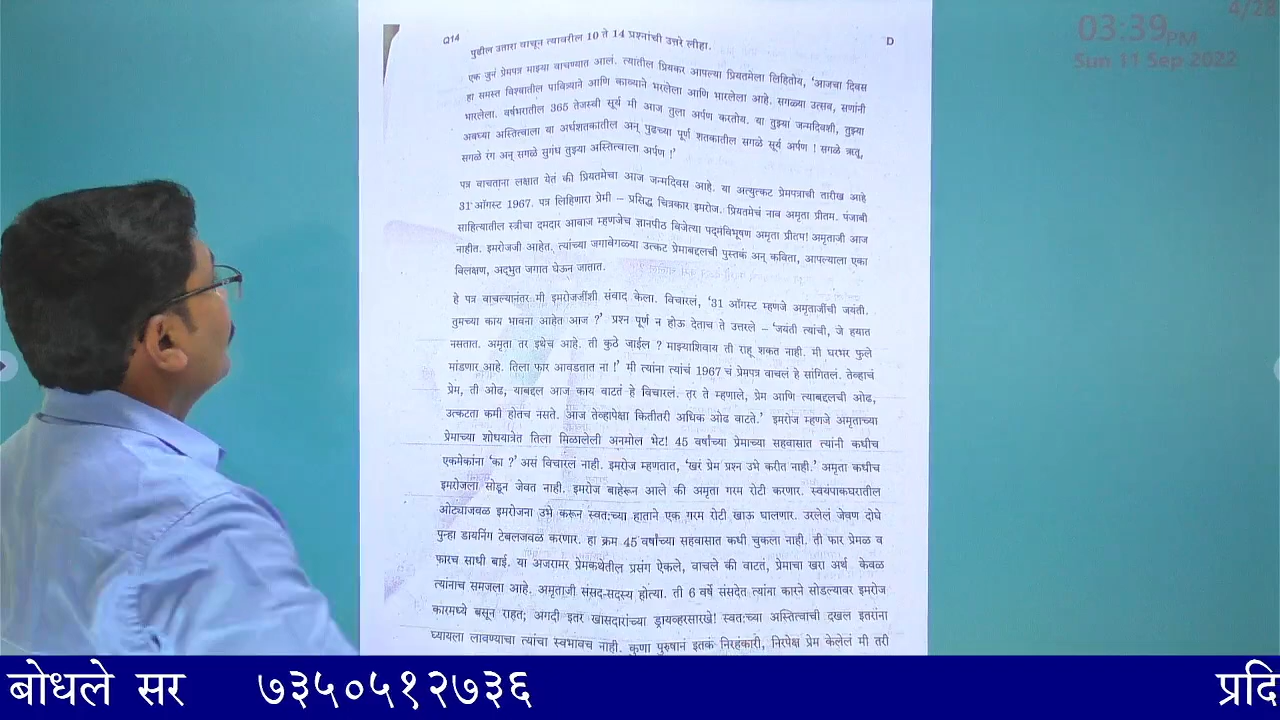 4/28
03:39PM
Sun 11 Sep 2022
Q14
D
पुढील उतारा वाचून त्यावरील 10 ते 14 प्रश्नांची उत्तरे लीहा.
एक जुनं प्रेमपत्र माझ्या वाचण्यात आलं. त्यातील प्रियकर आपल्या प्रियतमेला लिहितोय, 'आजचा दिवस
हा समस्त विश्वातील पावित्र्याने आणि काव्याने भरलेला आणि भारलेला आहे. सगळ्या उत्सव, सणांनी
भारलेला. वर्षभरातील 365 तेजस्वी सूर्य मी आज तुला अर्पण करतोय. या तुझ्या जन्मदिवशी, तुझ्या
अवघ्या अस्तित्वाला या अर्धशतकातील अन् पुढच्या पूर्ण शतकातील सगळे सूर्य अर्पण ! सगळे ऋतू,
सगळे रंग अन् सगळे सुगंध तुझ्या अस्तित्वाला अर्पण !'
पत्र वाचताना लक्षात येतं की प्रियतमेचा आज जन्मदिवस आहे. या अत्युत्कट प्रेमपत्राची तारीख आहे
31 ऑगस्ट 1967. पत्र लिहिणारा प्रेमी – प्रसिद्ध चित्रकार इमरोज. प्रियतमेचं नाव अमृता प्रीतम. पंजाबी
साहित्यातील स्त्रीचा दमदार आवाज म्हणजेच ज्ञानपीठ विजेत्या पद्मविभूषण अमृता प्रीतम! अमृताजी आज
नाहीत. इमरोजजी आहेत. त्यांच्या जगावेगळ्या उत्कट प्रेमाबद्दलची पुस्तकं अन् कविता, आपल्याला एका
विलक्षण, अद्भुत जगात घेऊन जातात.
हे पत्र वाचल्यानंतर मी इमरोजजींशी संवाद केला. विचारलं, '31 ऑगस्ट म्हणजे अमृताजींची जयंती.
तुमच्या काय भावना आहेत आज ?' प्रश्न पूर्ण न होऊ देताच ते उत्तरले – 'जयंती त्यांची, जे हयात
नसतात. अमृता तर इथेच आहे. ती कुठे जाईल ? माझ्याशिवाय ती राहू शकत नाही. मी घरभर फुले
मांडणार आहे. तिला फार आवडतात ना !' मी त्यांना त्यांचं 1967 चं प्रेमपत्र वाचलं हे सांगितलं. तेव्हाचं
प्रेम, ती ओढ, याबद्दल आज काय वाटतं हे विचारलं. तर ते म्हणाले, प्रेम आणि त्याबद्दलची ओढ,
उत्कटता कमी होतच नसते. आज तेव्हापेक्षा कितीतरी अधिक ओढ वाटते.' इमरोज म्हणजे अमृताच्या
प्रेमाच्या शोधयात्रेत तिला मिळालेली अनमोल भेट! 45 वर्षांच्या प्रेमाच्या सहवासात त्यांनी कधीच
एकमेकांना 'का ?' असं विचारलं नाही. इमरोज म्हणतात, 'खरं प्रेम प्रश्न उभे करीत नाही.' अमृता कधीच
इमरोजला सोडून जेवत नाही. इमरोज बाहेरून आले की अमृता गरम रोटी करणार. स्वयंपाकघरातील
ओट्याजवळ इमरोजना उभे करून स्वत:च्या हाताने एक गरम रोटी खाऊ घालणार. उरलेलं जेवण दोघे
पुन्हा डायनिंग टेबलजवळ करणार. हा क्रम 45 वर्षांच्या सहवासात कधी चुकला नाही. ती फार प्रेमळ व
फारच साधी बाई. या अजरामर प्रेमकथेतील प्रसंग ऐकले, वाचले की वाटतं, प्रेमाचा खरा अर्थ केवळ
त्यांनाच समजला आहे. अमृताजी संसद-सदस्य होत्या. ती 6 वर्षे संसदेत त्यांना कारने सोडल्यावर इमरोज
कारमध्ये बसून राहत; अगदी इतर खासदारांच्या ड्रायव्हरसारखे! स्वत:च्या अस्तित्वाची दखल इतरांना
घ्यायला लावण्याचा त्यांचा स्वभावच नाही. कुणा पुरुषानं इतकं निरहंकारी, निरपेक्ष प्रेम केलेलं मी तरी
बोधले सर ७३५०५१२७३६ प्रदि